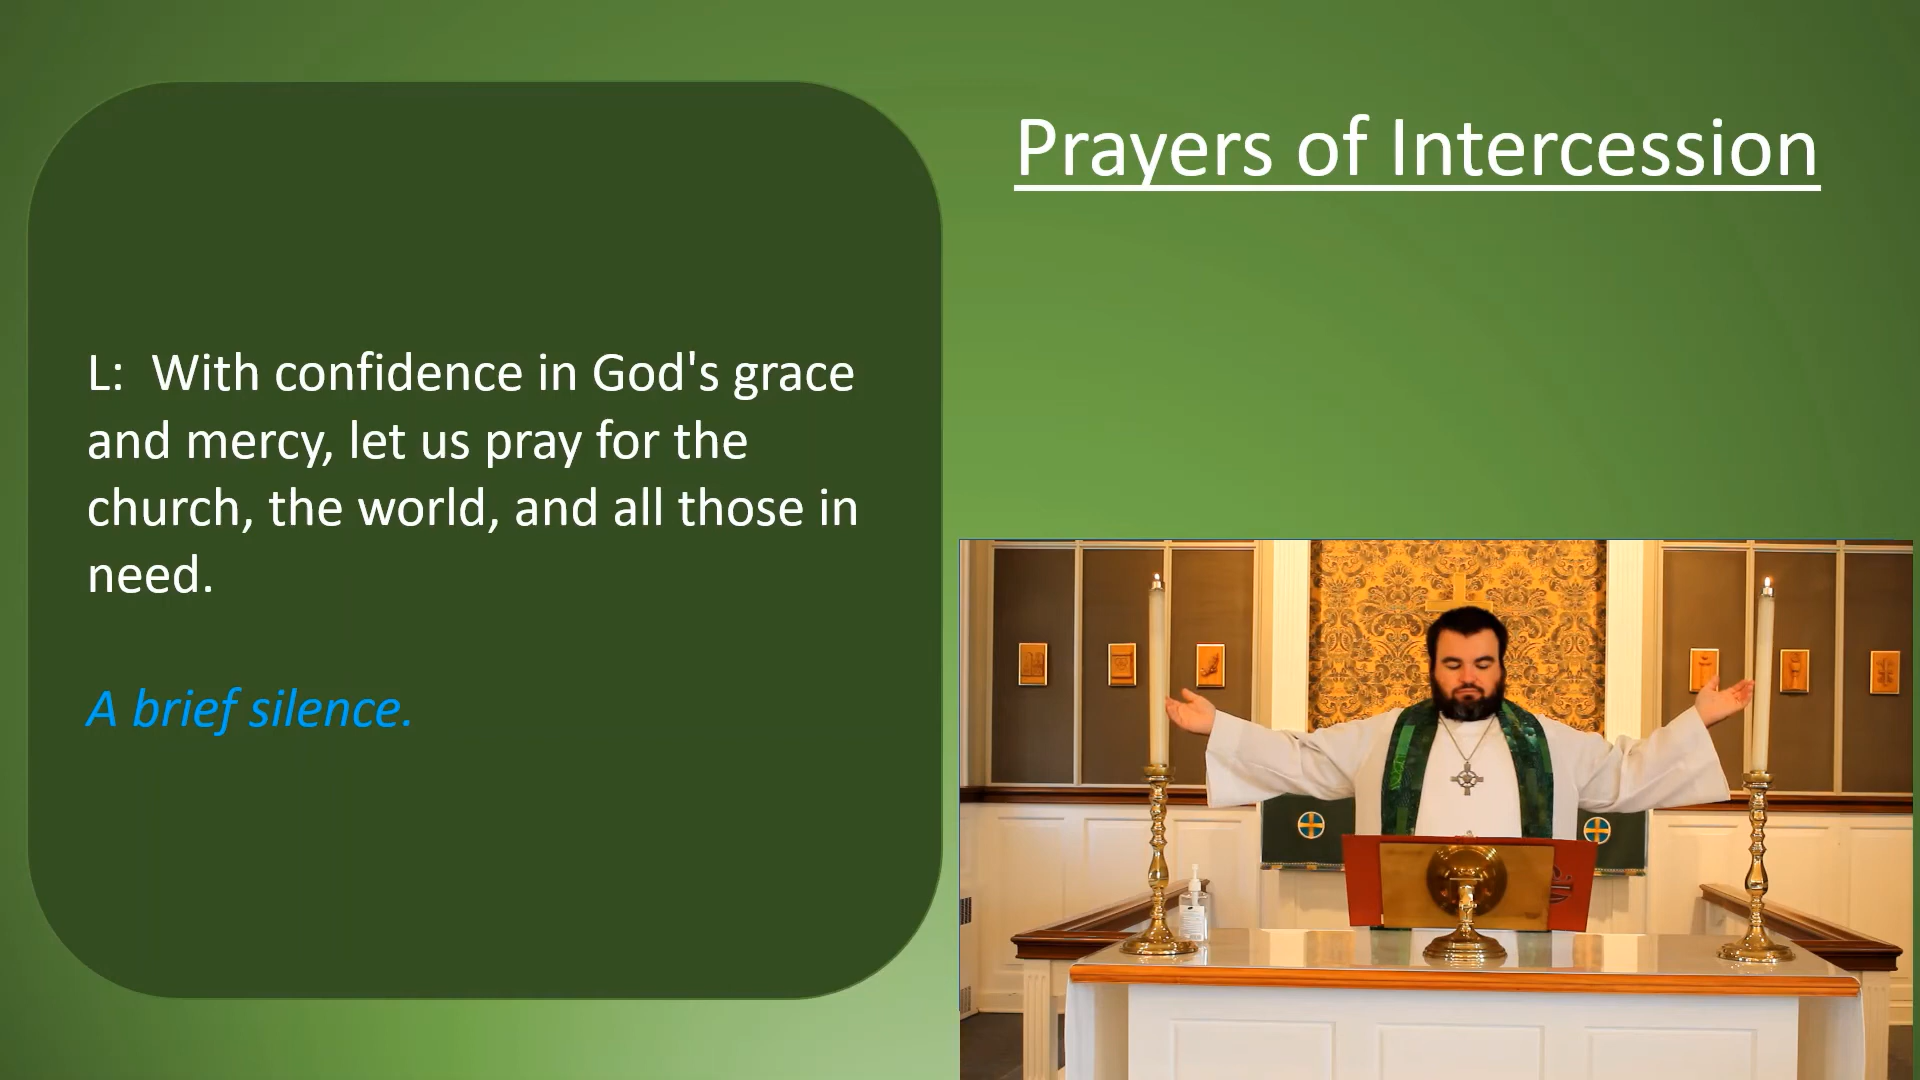 Prayers of Intercession
L:  With confidence in God's grace
and mercy, let us pray for the
church, the world, and all those in
need.
A brief silence.